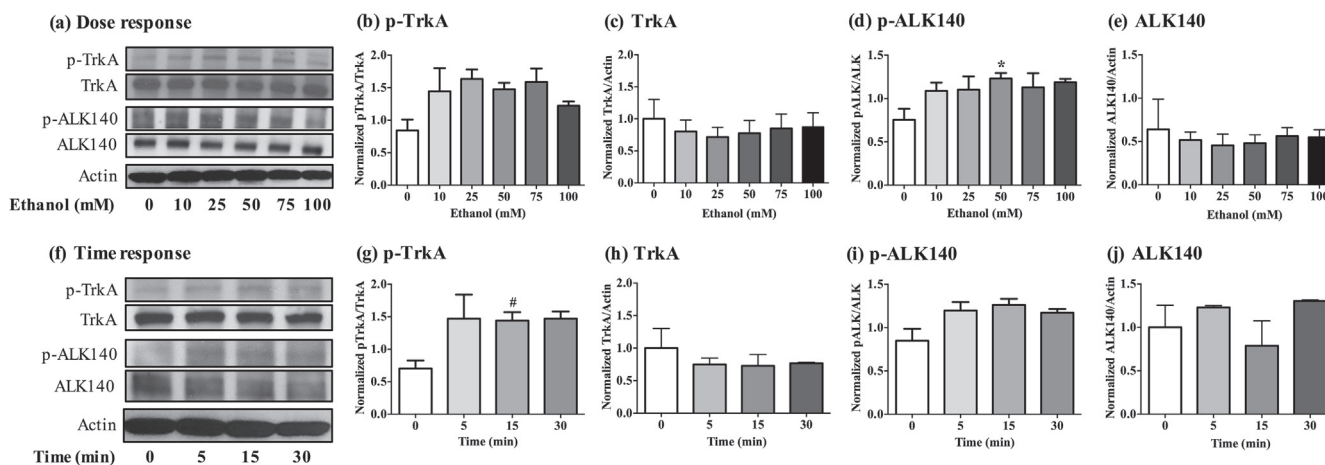 (a) Dose response
p-TrkA
TrkA
p-ALK140
ALK140
Actin
Ethanol (mM) 0 10 25 50 75 100
(b) p-TrkA
Normalized pTrkA/TrkA
2.0
1.5
1.0
0.5
0.0
0 10 25 50 75 100
Ethanol (mM)
(c) TrkA
Normalized TrkA/Actin
2.0
1.5
1.0
0.5
0.0
0 10 25 50 75 100
Ethanol (mM)
(d) p-ALK140
Normalized pALK/ALK
1.5
1.0
0.5
0.0
*
0 10 25 50 75 100
Ethanol (mM)
(e) ALK140
Normalized ALK140/Actin
1.5
1.0
0.5
0.0
0 10 25 50 75 100
Ethanol (mM)
(f) Time response
p-TrkA
TrkA
p-ALK140
ALK140
Actin
Time (min) 0 5 15 30
(g) p-TrkA
Normalized pTrkA/TrkA
2.0
1.5
1.0
0.5
0.0
#
0 5 15 30
Time (min)
(h) TrkA
Normalized TrkA/Actin
2.0
1.5
1.0
0.5
0.0
0 5 15 30
Time (min)
(i) p-ALK140
Normalized pALK/ALK
1.5
1.0
0.5
0.0
0 5 15 30
Time (min)
(j) ALK140
Normalized ALK140/Actin
1.5
1.0
0.5
0.0
0 5 15 30
Time (min)